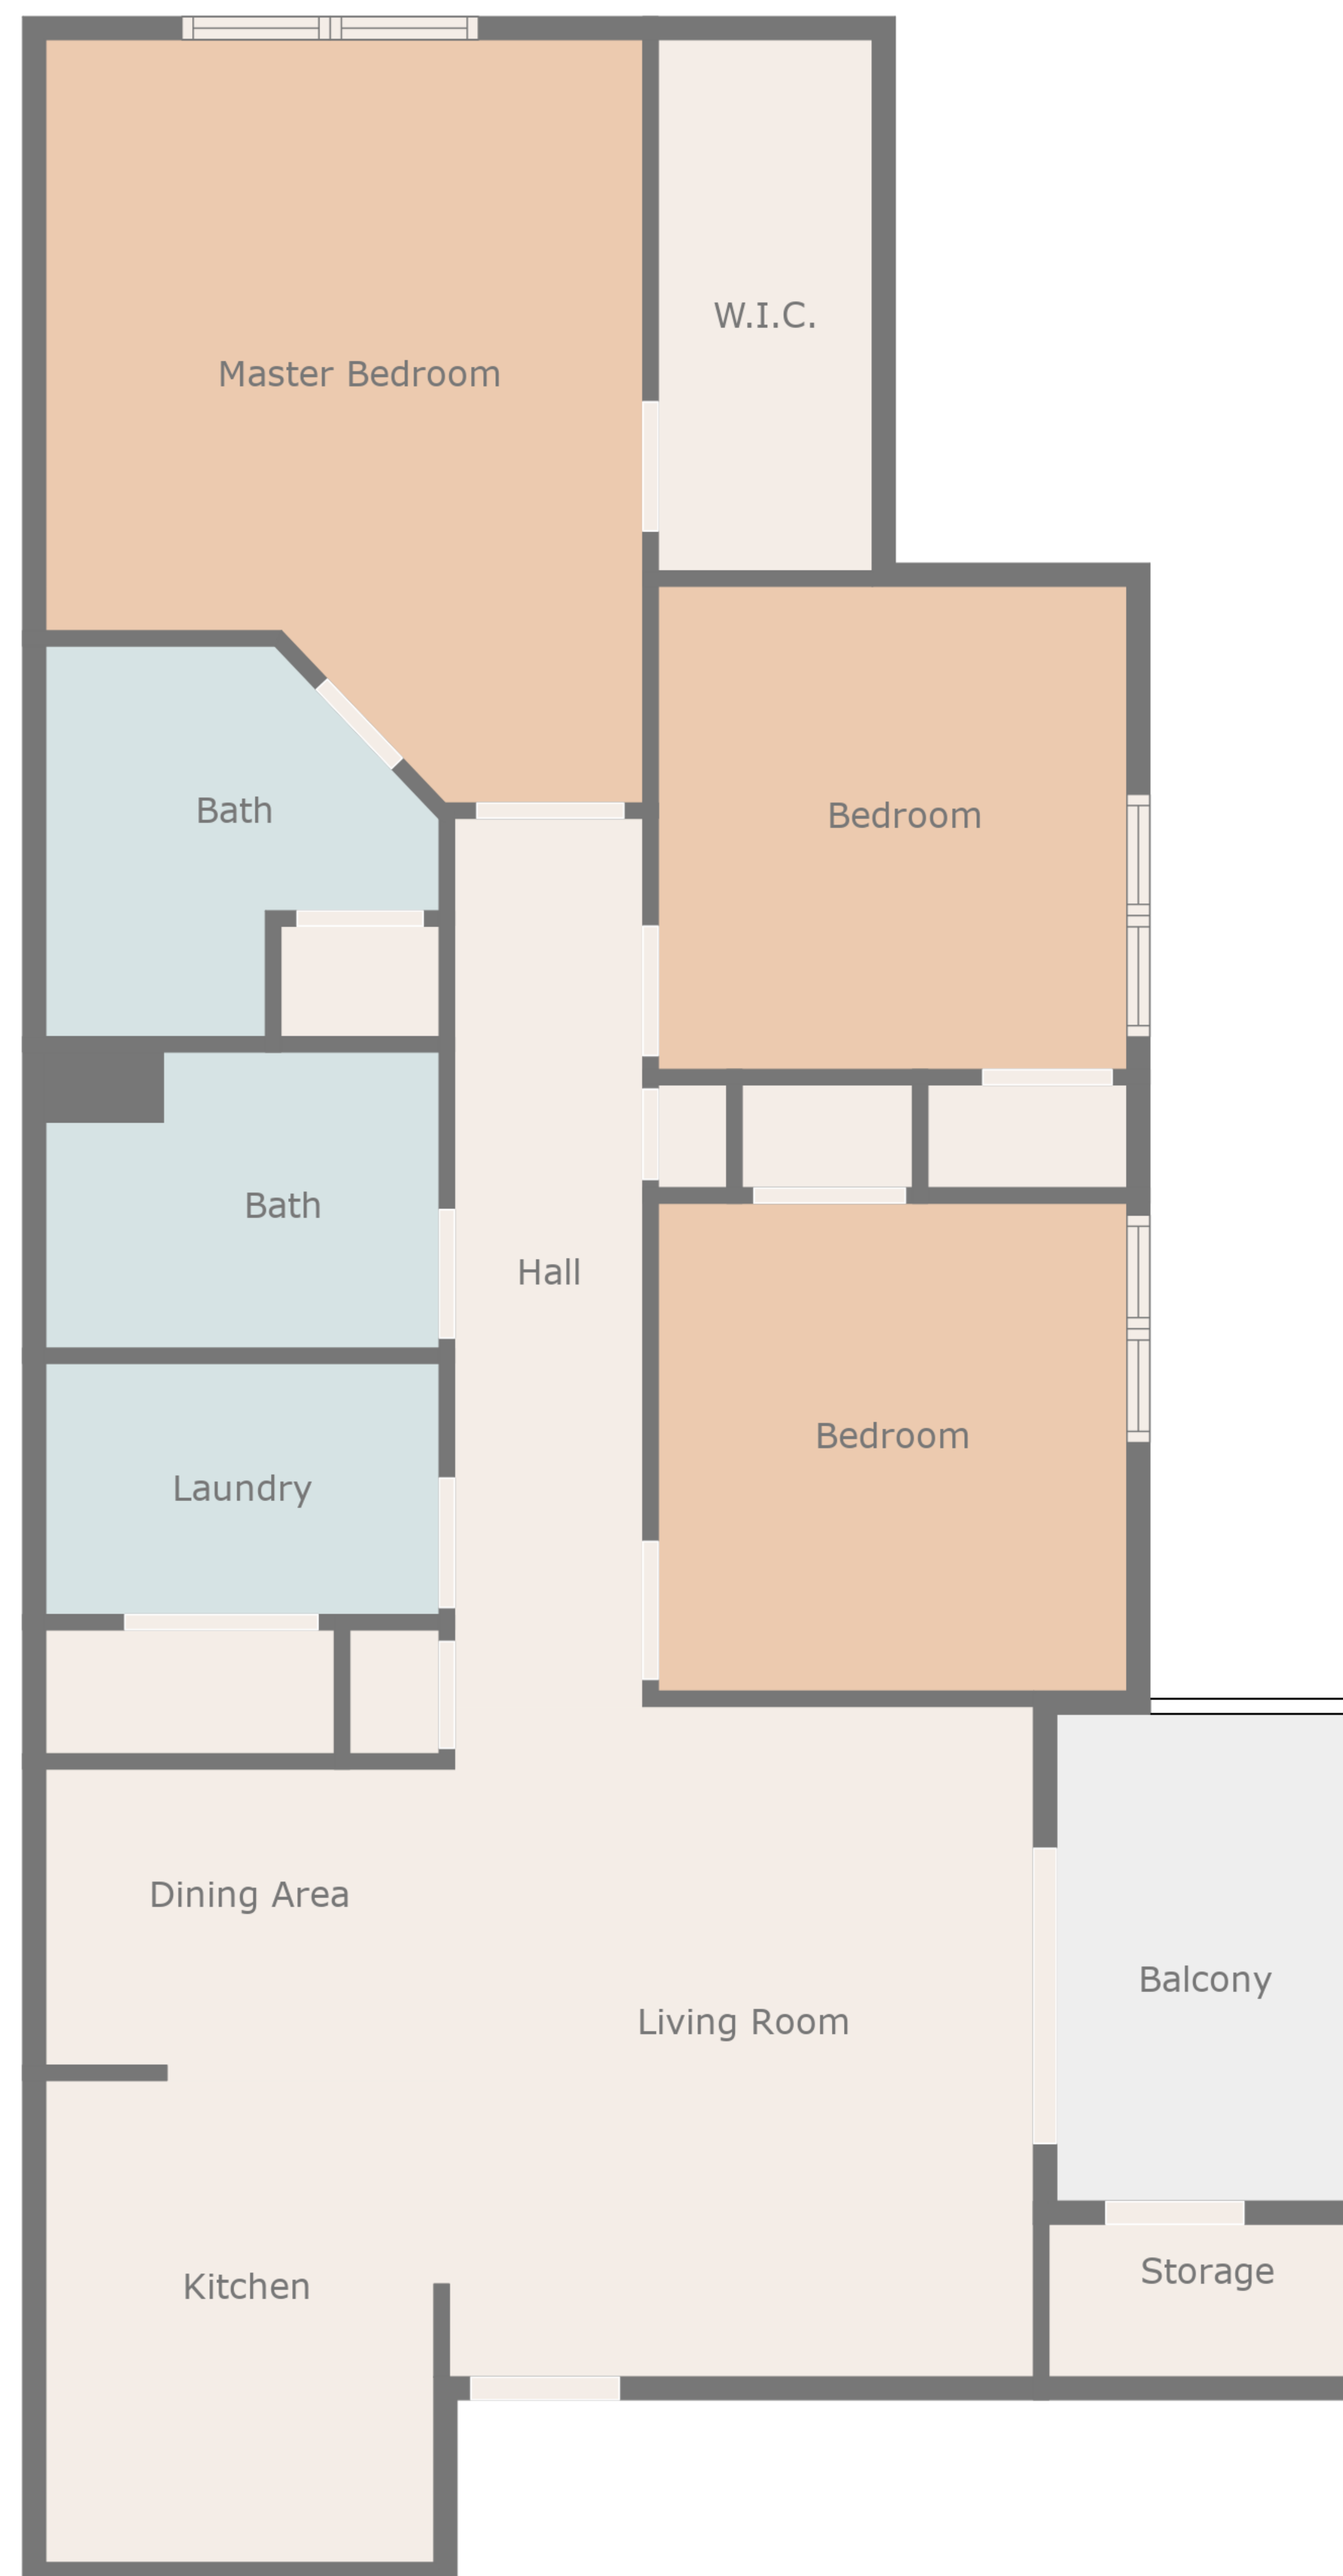 W.I.C.
Master Bedroom
Bath
Bedroom
Bath
Hall
Bedroom
Laundry
Dining Area
Balcony
Living Room
Storage
Kitchen